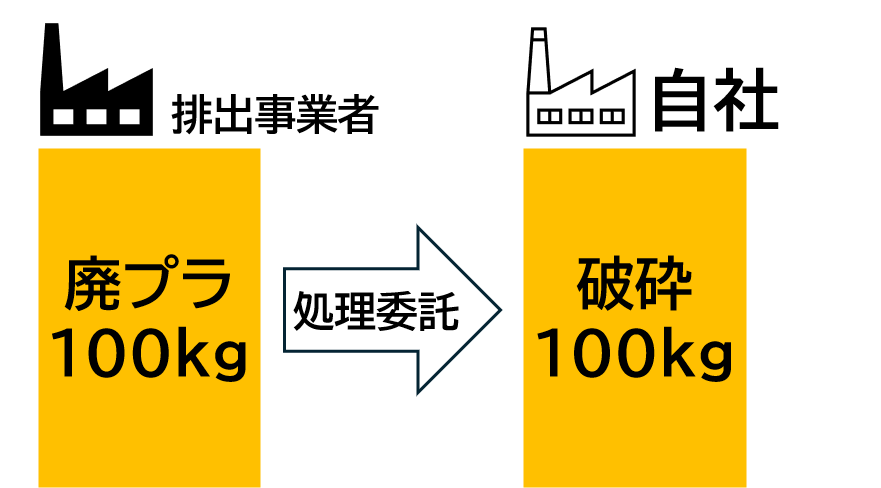 排出事業者
自社
廃プラ
100kg
処理委託
破砕
100kg